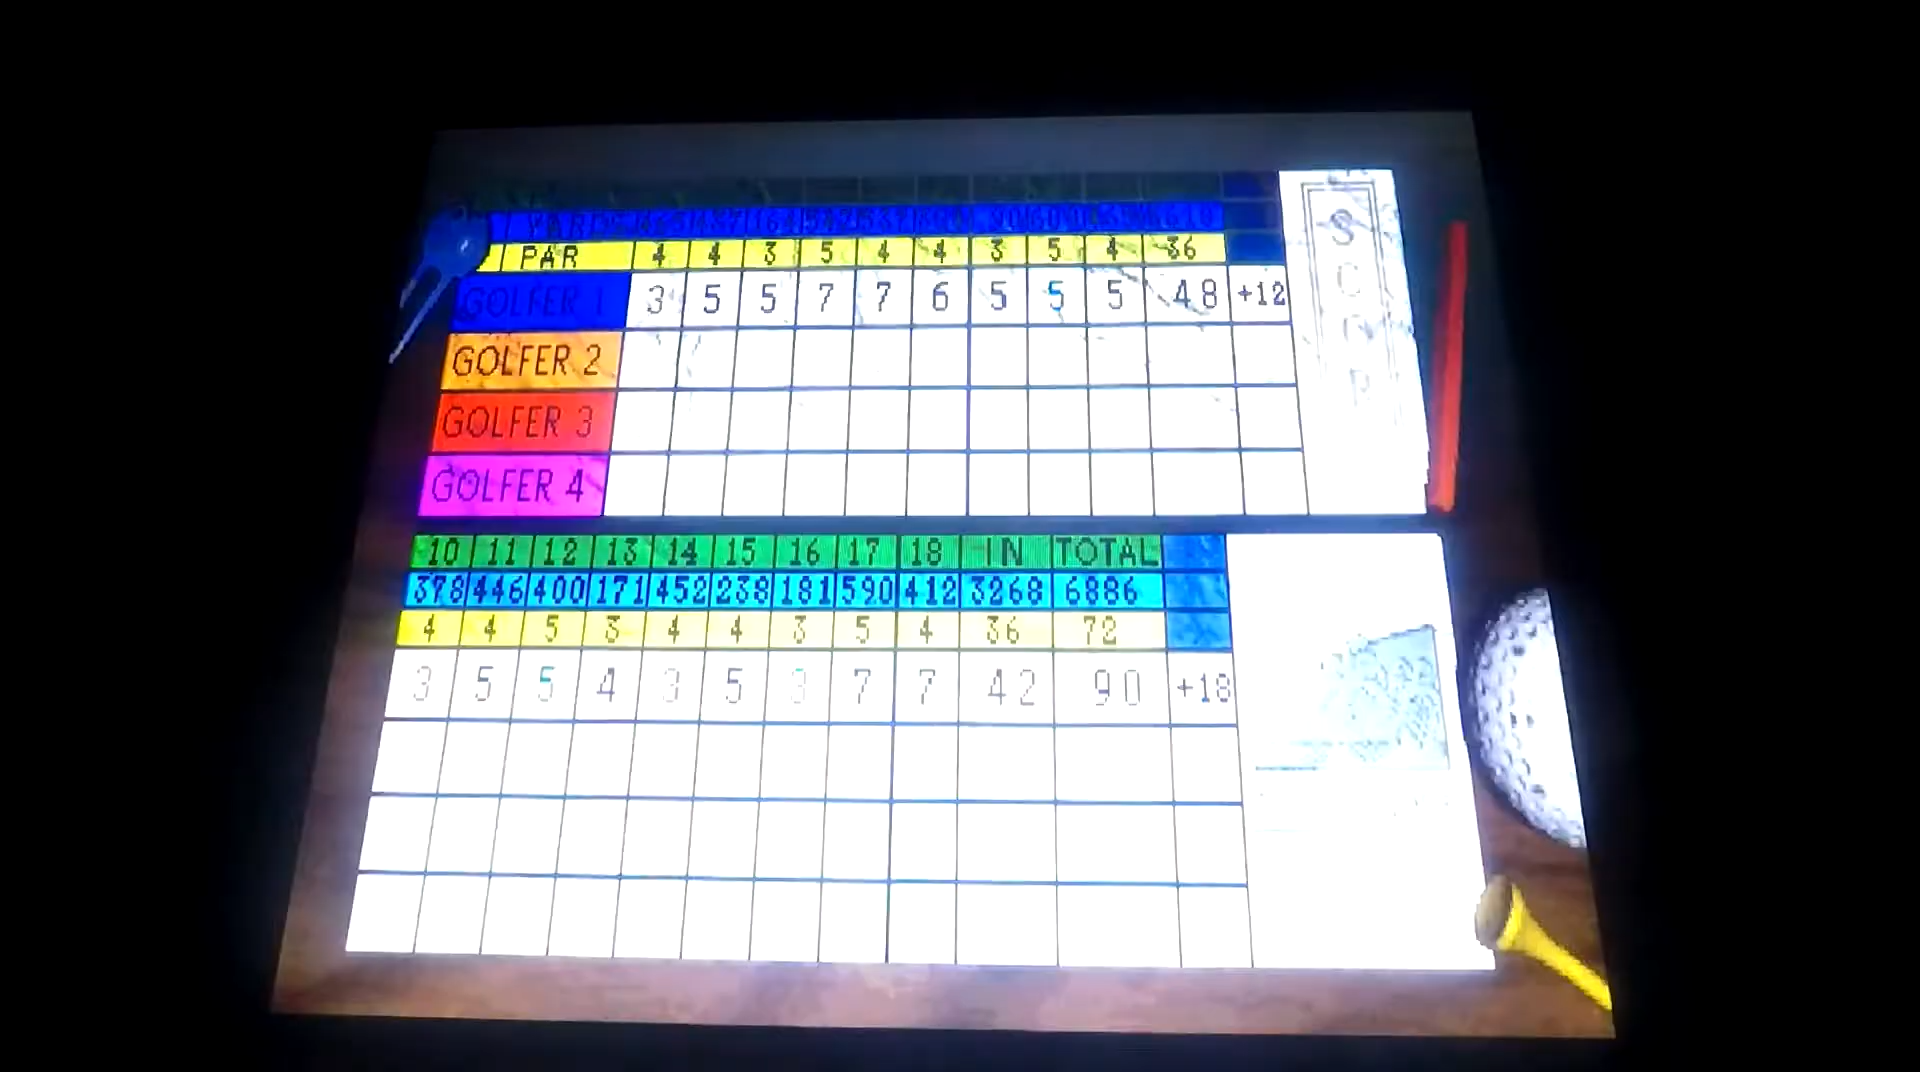 YARDS
PAR 4 4 3 5 4 4 3 5 4 36
GOLFER 1 3 5 5 7 7 6 5 5 5 48 +12
GOLFER 2
GOLFER 3
GOLFER 4
10 11 12 13 14 15 16 17 18 IN TOTAL
378 446 400 171 452 238 181 590 412 3268 6886
4 4 5 3 4 4 3 5 4 36 72
3 5 5 4 3 5 3 7 7 42 90 +18